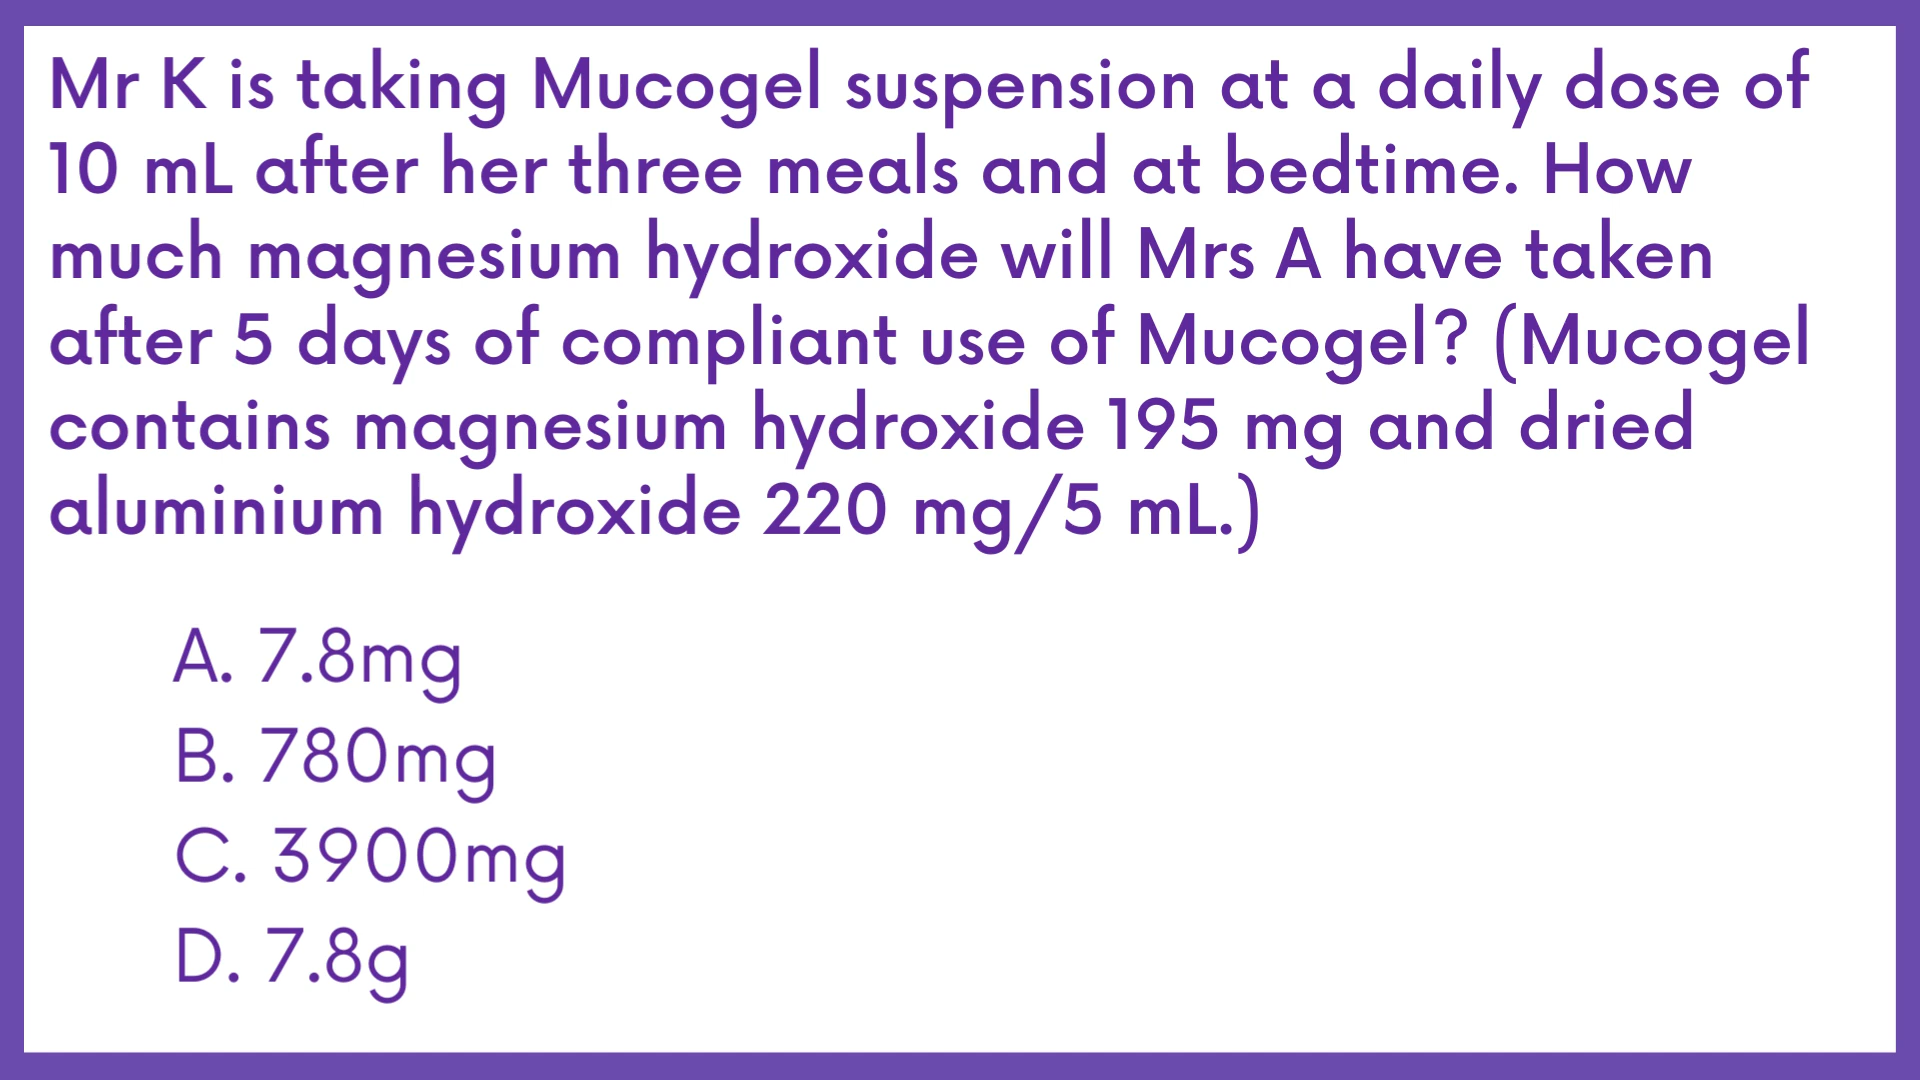 Mr K is taking Mucogel suspension at a daily dose of
10 mL after her three meals and at bedtime. How
much magnesium hydroxide will Mrs A have taken
after 5 days of compliant use of Mucogel? (Mucogel
contains magnesium hydroxide 195 mg and dried
aluminium hydroxide 220 mg/5 mL.)
A. 7.8mg
B. 780mg
C. 3900mg
D. 7.8g